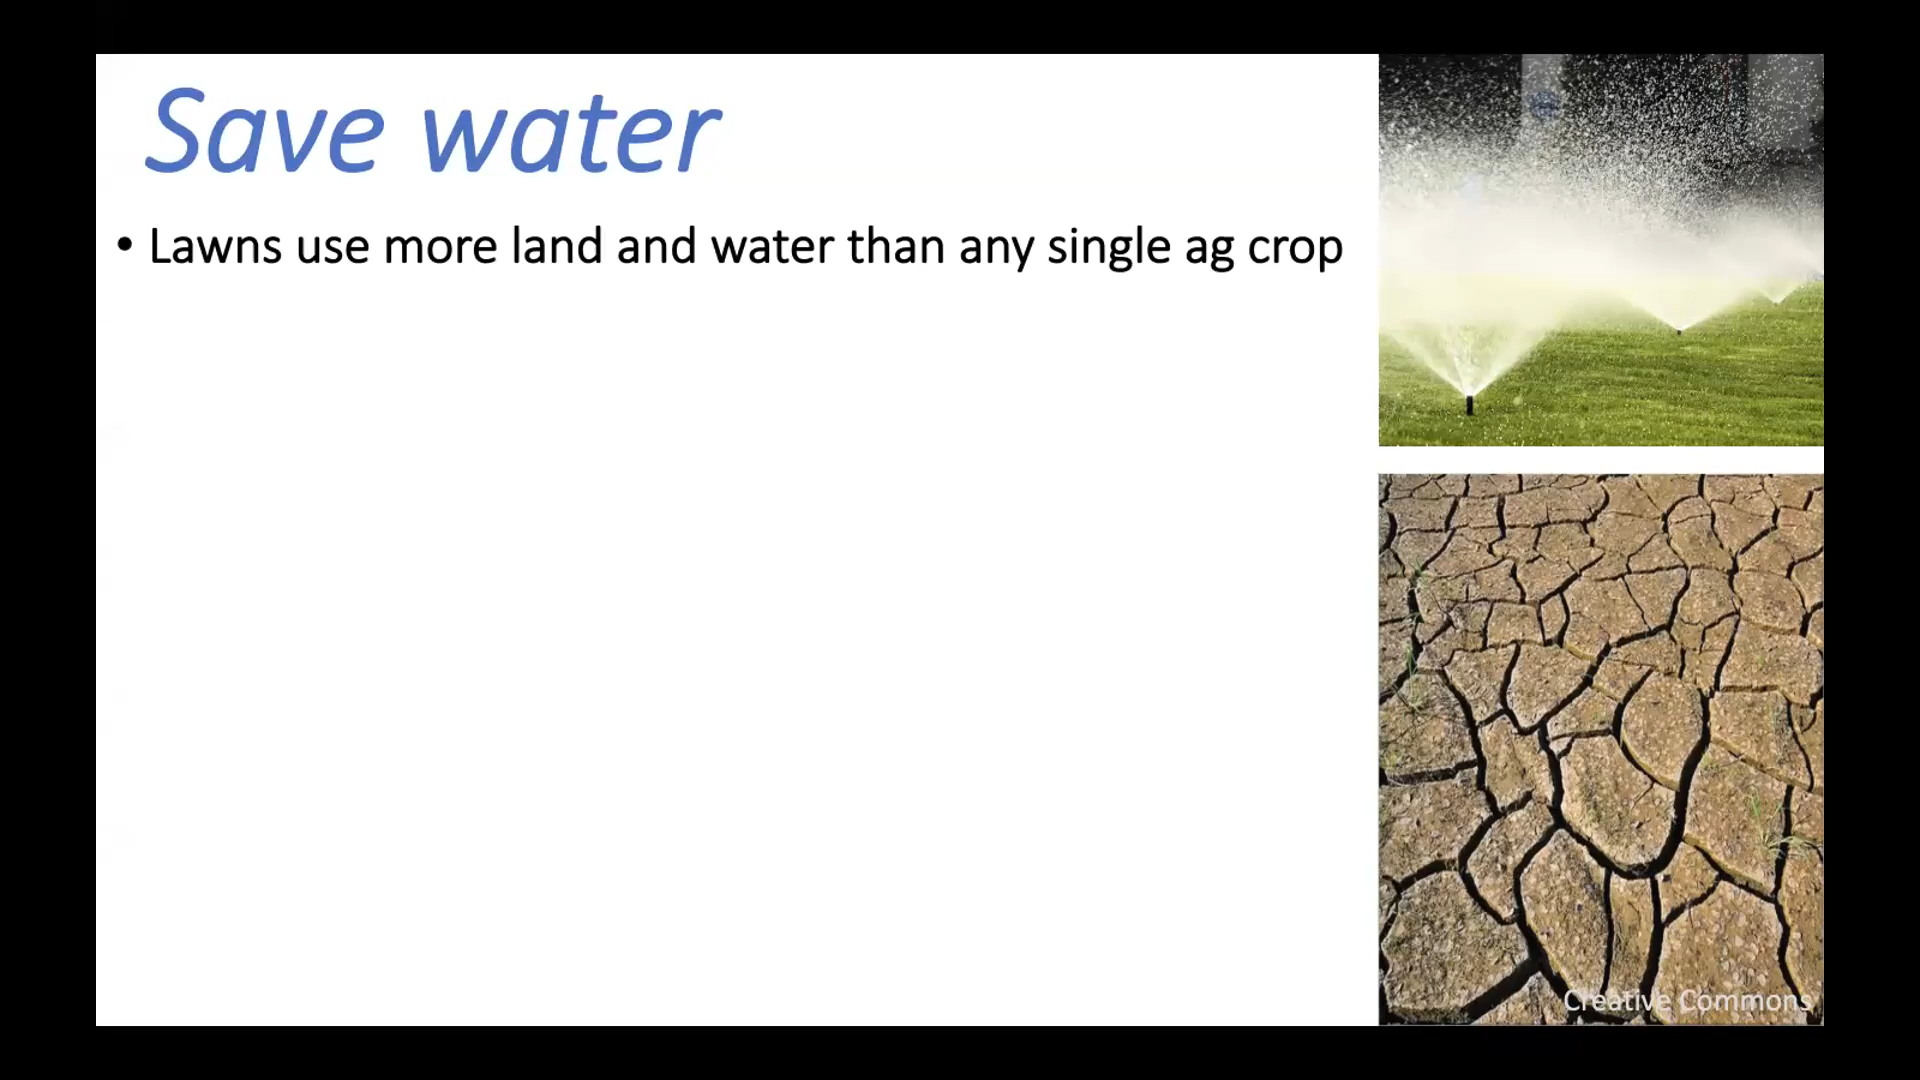 Save water
• Lawns use more land and water than any single ag crop
Creative Commons